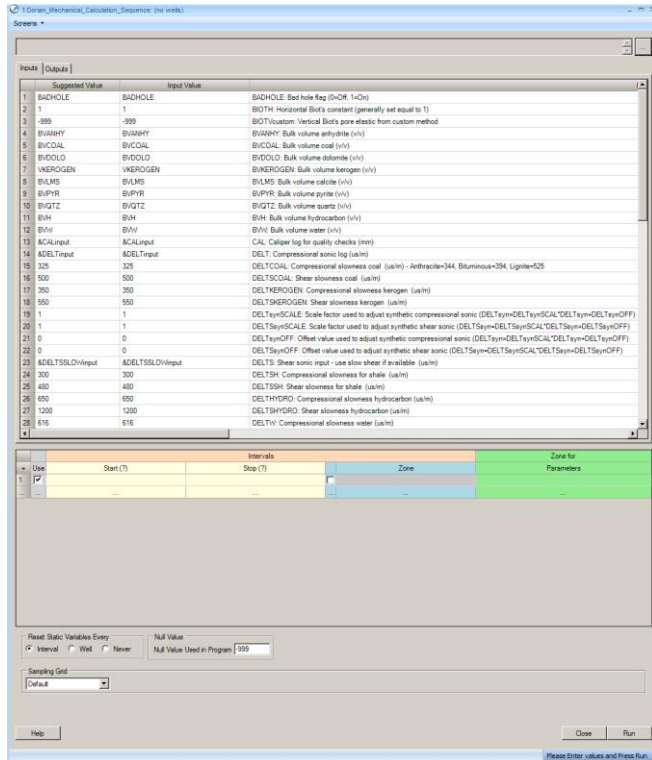 1:Dorian_Mechanical_Calculation_Sequence: (no wells)
Screens
...
Inputs Outputs
Suggested Value Input Value
1 BADHOLE BADHOLE BADHOLE: Bad hole flag (0=Off, 1=On)
2 1 1 BIOTH: Horizontal Biot's constant (generally set equal to 1)
3 -999 -999 BIOTVcustom: Vertical Biot's pore elastic from custom method
4 BVANHY BVANHY BVANHY: Bulk volume anhydrite (v/v)
5 BVCOAL BVCOAL BVCOAL: Bulk volume coal (v/v)
6 BVDOLO BVDOLO BVDOLO: Bulk volume dolomite (v/v)
7 VKEROGEN VKEROGEN BVKEROGEN: Bulk volume kerogen (v/v)
8 BVLMS BVLMS BVLMS: Bulk volume calcite (v/v)
9 BVPYR BVPYR BVPYR: Bulk volume pyrite (v/v)
10 BVQTZ BVQTZ BVQTZ: Bulk volume quartz (v/v)
11 BVH BVH BVH: Bulk volume hydrocarbon (v/v)
12 BVW BVW BVW: Bulk volume water (v/v)
13 &CALinput &CALinput CAL: Caliper log for quality checks (mm)
14 &DELTinput &DELTinput DELT: Compressional sonic log (us/m)
15 325 325 DELTCOAL: Compressional slowness coal (us/m) - Anthracite=344, Bituminous=394, Lignite=525
16 500 500 DELTSCOAL: Shear slowness coal (us/m)
17 350 350 DELTKEROGEN: Compressional slowness kerogen (us/m)
18 550 550 DELTSKEROGEN: Shear slowness kerogen (us/m)
19 1 1 DELTsynSCALE: Scale factor used to adjust synthetic compressional sonic (DELTsyn=DELTsynSCAL*DELTsyn+DELTsynOFF)
20 1 1 DELTSsynSCALE: Scale factor used to adjust synthetic shear sonic (DELTSsyn=DELTSsynSCAL*DELTSsyn+DELTSsynOFF)
21 0 0 DELTsynOFF: Offset value used to adjust synthetic compressional sonic (DELTsyn=DELTsynSCAL*DELTsyn+DELTsynOFF)
22 0 0 DELTSsynOFF: Offset value used to adjust synthetic shear sonic (DELTSsyn=DELTSsynSCAL*DELTSsyn+DELTSsynOFF)
23 &DELTSSLOWinput &DELTSSLOWinput DELTS: Shear sonic input - use slow shear if available (us/m)
24 300 300 DELTSH: Compressional slowness for shale (us/m)
25 480 480 DELTSSH: Shear slowness for shale (us/m)
26 650 650 DELTHYDRO: Compressional slowness hydrocarbon (us/m)
27 1200 1200 DELTSHYDRO: Shear slowness hydrocarbon (us/m)
28 616 616 DELTW: Compressional slowness water (us/m)
Intervals Zone for
+ Use Start (?) Stop (?) Zone Parameters
1
... ... ... ... ... ... ...
Reset Static Variables Every Null Value
Interval Well Never Null Value Used in Program -999
Sampling Grid
Default
Help Close Run
Please Enter values and Press Run